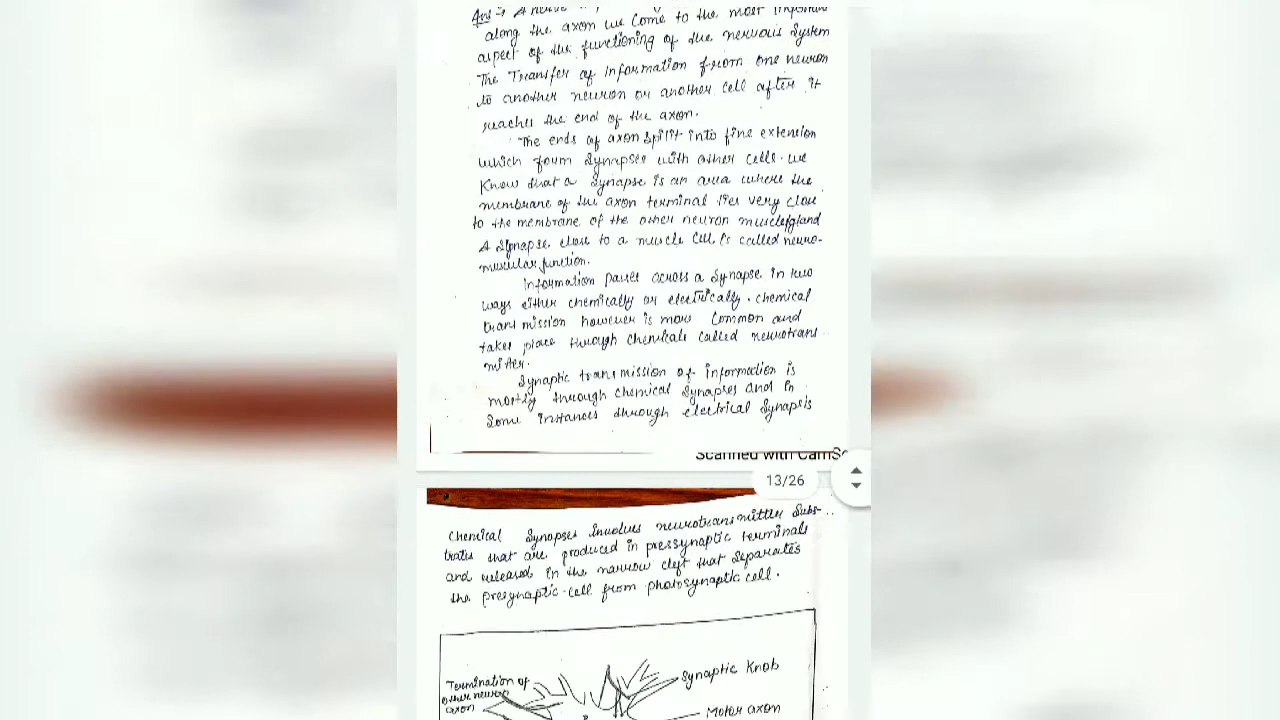 Ans → A nerve
along the axon we come to the most important
aspect of the functioning of the nervous system
The Transfer of information from one neuron
to another neuron or another cell after it
reaches the end of the axon.
The ends of axon split into fine extension
which form synapses with other cells. we
know that a synapse is an area where the
membrane of the axon terminal lies very close
to the membrane of the other neuron muscle/gland
A synapse close to a muscle cell is called neuro-
muscular function.
Information passes across a synapse in two
ways either chemically or electrically. chemical
transmission however is more common and
takes place through chemicals called neurotrans
mitter.
Synaptic transmission of information is
mostly through chemical synapses and in
some instances through electrical synapsis
Scanned with CamSc
13/26
Chemical synapses involves neurotransmitter subs-
trates that are produced in pressynaptic terminals
and released in the narrow cleft that separates
the presynaptic cell from photosynaptic cell.
Termination of
other neuron
axon
Synaptic Knob
Motor axon